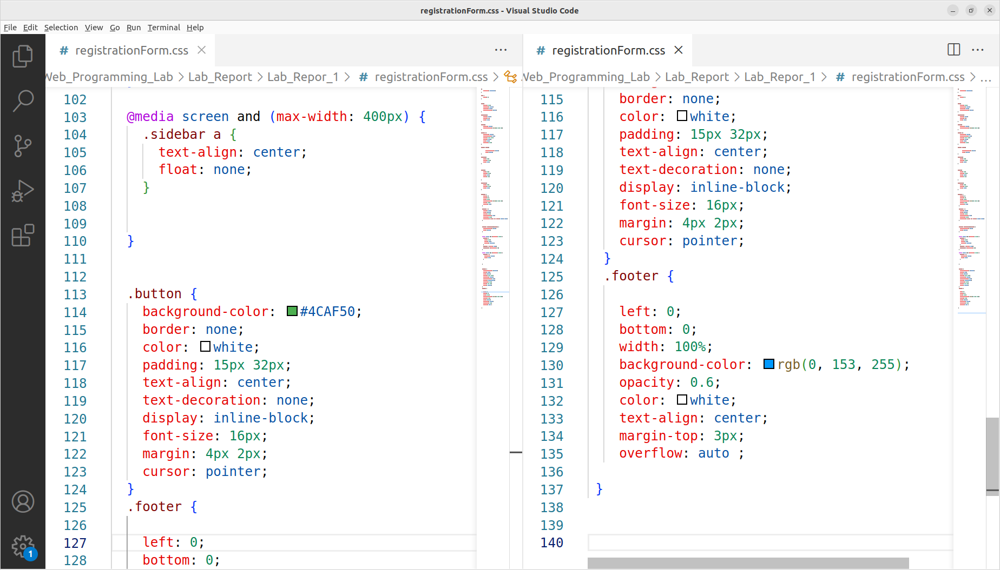 registrationForm.css - Visual Studio Code
File Edit Selection View Go Run Terminal Help
# registrationForm.css
Web_Programming_Lab > Lab_Report > Lab_Repor_1 > # registrationForm.css >
102
103 @media screen and (max-width: 400px) {
104 .sidebar a {
105 text-align: center;
106 float: none;
107 }
108
109
110 }
111
112
113 .button {
114 background-color: #4CAF50;
115 border: none;
116 color: white;
117 padding: 15px 32px;
118 text-align: center;
119 text-decoration: none;
120 display: inline-block;
121 font-size: 16px;
122 margin: 4px 2px;
123 cursor: pointer;
124 }
125 .footer {
126
127 left: 0;
128 bottom: 0;
1
# registrationForm.css
Web_Programming_Lab > Lab_Report > Lab_Repor_1 > # registrationForm.css > ...
115 border: none;
116 color: white;
117 padding: 15px 32px;
118 text-align: center;
119 text-decoration: none;
120 display: inline-block;
121 font-size: 16px;
122 margin: 4px 2px;
123 cursor: pointer;
124 }
125 .footer {
126
127 left: 0;
128 bottom: 0;
129 width: 100%;
130 background-color: rgb(0, 153, 255);
131 opacity: 0.6;
132 color: white;
133 text-align: center;
134 margin-top: 3px;
135 overflow: auto ;
136
137 }
138
139
140